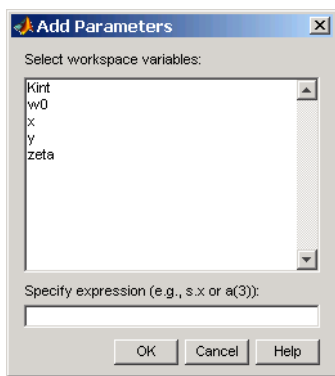 Add Parameters
Select workspace variables:
Kint
w0
x
y
zeta
Specify expression (e.g., s.x or a(3)):
OK Cancel Help